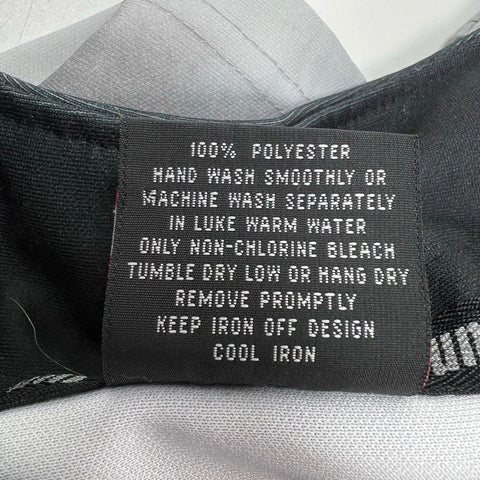 100% POLYESTER
HAND WASH SMOOTHLY OR
MACHINE WASH SEPARATELY
IN LUKE WARM WATER
ONLY NON-CHLORINE BLEACH
TUMBLE DRY LOW OR HANG DRY
REMOVE PROMPTLY
KEEP IRON OFF DESIGN
COOL IRON